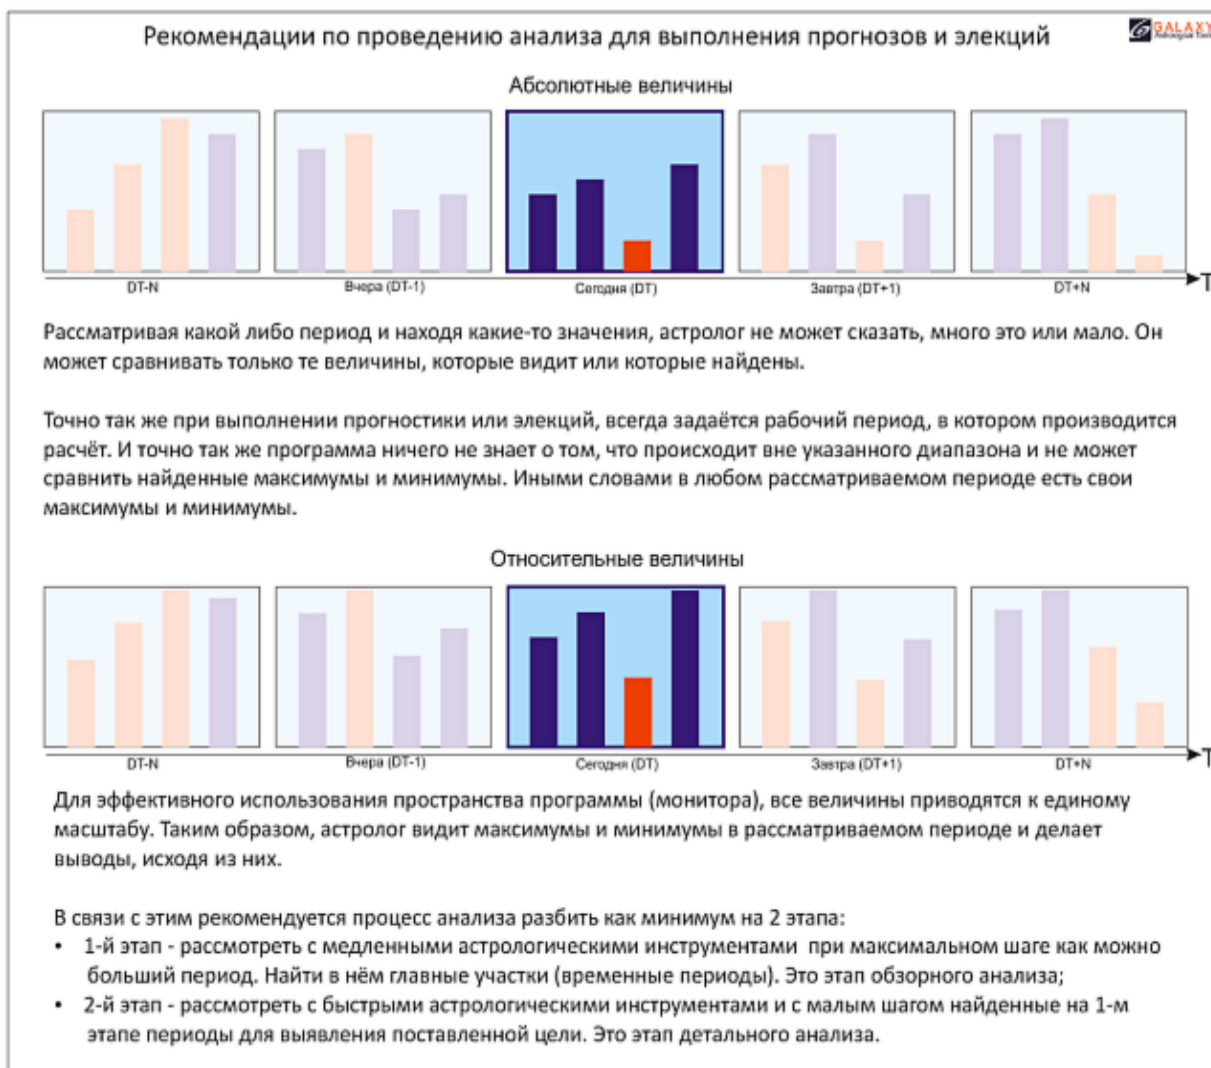 Рекомендации по проведению анализа для выполнения прогнозов и элекций
GALAXY
Абсолютные величины
DT-N
Вчера (DT-1)
Сегодня (DT)
Завтра (DT+1)
DT+N
T
Рассматривая какой либо период и находя какие-то значения, астролог не может сказать, много это или мало. Он
может сравнивать только те величины, которые видит или которые найдены.
Точно так же при выполнении прогностики или элекций, всегда задаётся рабочий период, в котором производится
расчёт. И точно так же программа ничего не знает о том, что происходит вне указанного диапазона и не может
сравнить найденные максимумы и минимумы. Иными словами в любом рассматриваемом периоде есть свои
максимумы и минимумы.
Относительные величины
DT-N
Вчера (DT-1)
Сегодня (DT)
Завтра (DT+1)
DT+N
T
Для эффективного использования пространства программы (монитора), все величины приводятся к единому
масштабу. Таким образом, астролог видит максимумы и минимумы в рассматриваемом периоде и делает
выводы, исходя из них.
В связи с этим рекомендуется процесс анализа разбить как минимум на 2 этапа:
• 1-й этап - рассмотреть с медленными астрологическими инструментами при максимальном шаге как можно
больший период. Найти в нём главные участки (временные периоды). Это этап обзорного анализа;
• 2-й этап - рассмотреть с быстрыми астрологическими инструментами и с малым шагом найденные на 1-м
этапе периоды для выявления поставленной цели. Это этап детального анализа.